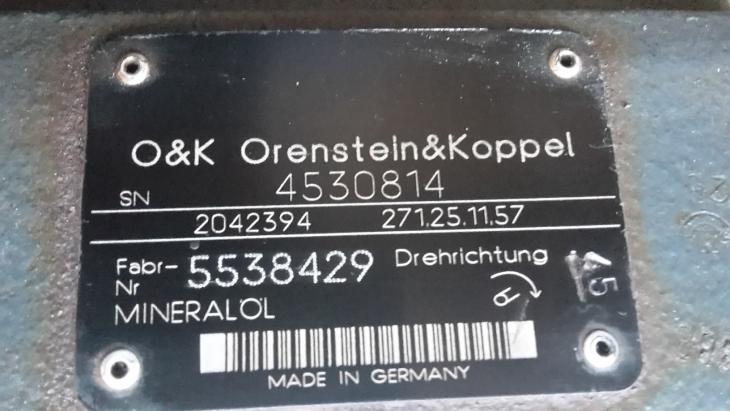 O&K Orenstein&Koppel
SN 4530814
2042394 271.25.11.57
Fabr-Nr 5538429 Drehrichtung
MINERALÖL
MADE IN GERMANY